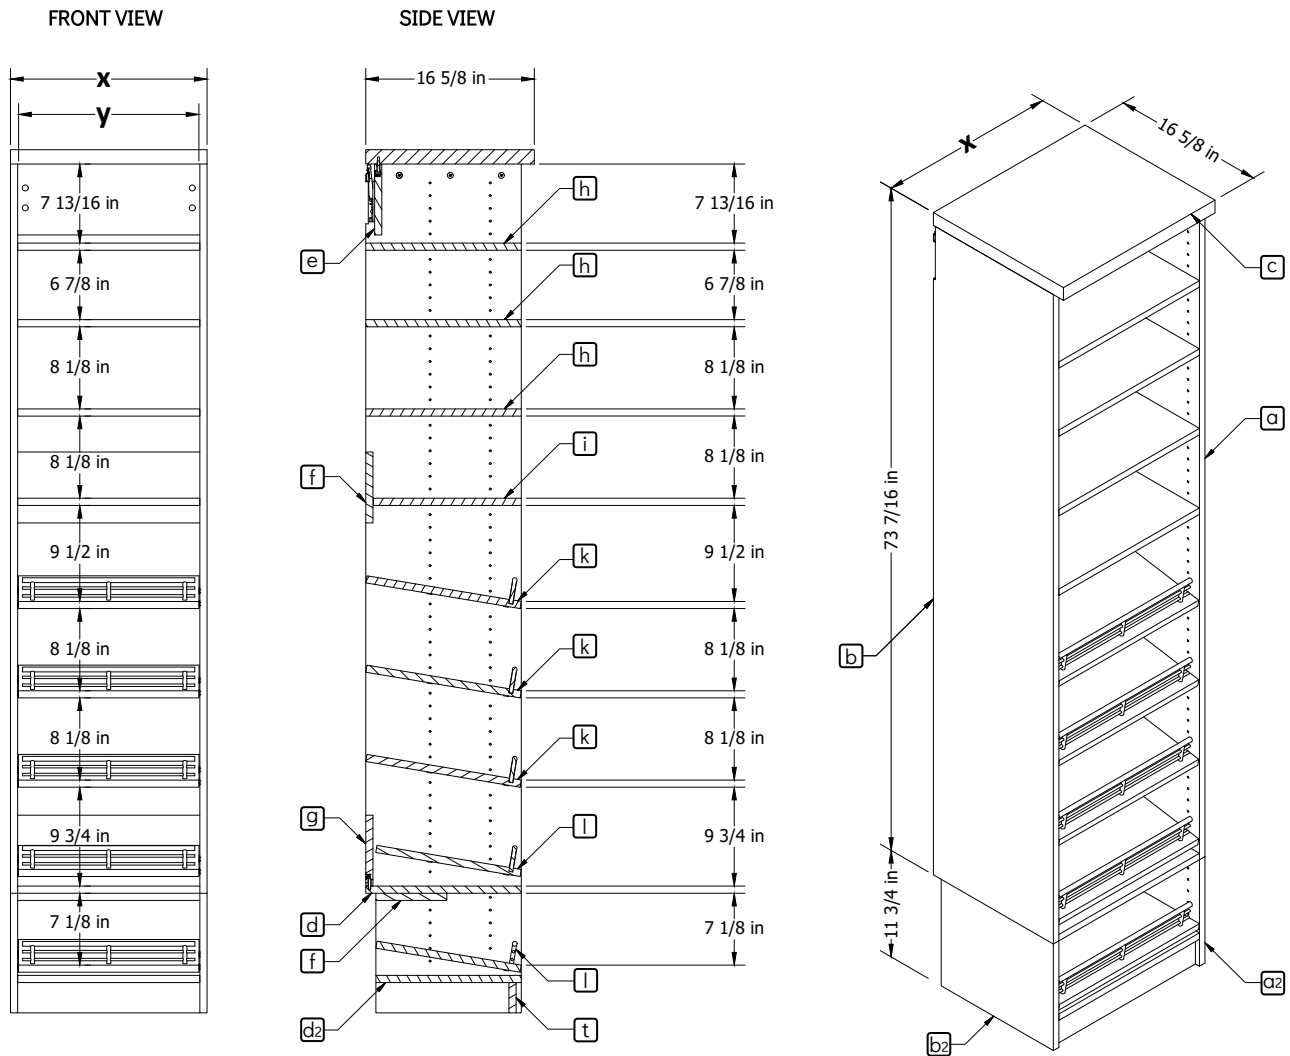 FRONT VIEW
SIDE VIEW
x
y
7 13/16 in
6 7/8 in
8 1/8 in
8 1/8 in
9 1/2 in
8 1/8 in
8 1/8 in
9 3/4 in
7 1/8 in
16 5/8 in
h
e
h
h
i
f
k
k
k
g
l
d
f
l
d2
t
7 13/16 in
6 7/8 in
8 1/8 in
8 1/8 in
9 1/2 in
8 1/8 in
8 1/8 in
9 3/4 in
7 1/8 in
x
16 5/8 in
c
a
73 7/16 in
b
11 3/4 in
a2
b2